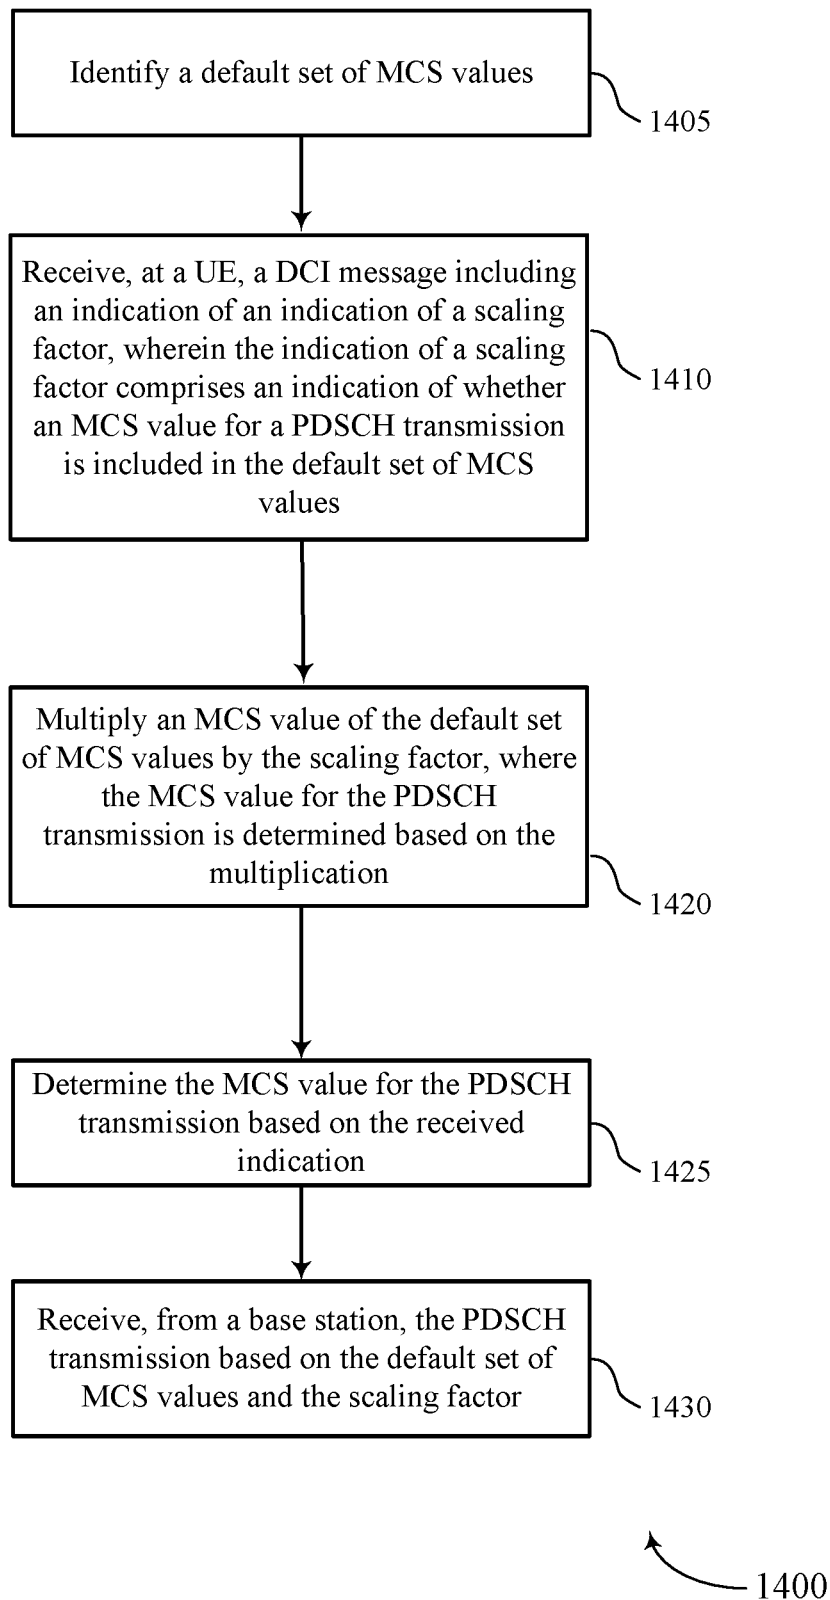 Identify a default set of MCS values
1405
Receive, at a UE, a DCI message including
an indication of an indication of a scaling
factor, wherein the indication of a scaling
factor comprises an indication of whether
an MCS value for a PDSCH transmission
is included in the default set of MCS
values
1410
Multiply an MCS value of the default set
of MCS values by the scaling factor, where
the MCS value for the PDSCH
transmission is determined based on the
multiplication
1420
Determine the MCS value for the PDSCH
transmission based on the received
indication
1425
Receive, from a base station, the PDSCH
transmission based on the default set of
MCS values and the scaling factor
1430
1400